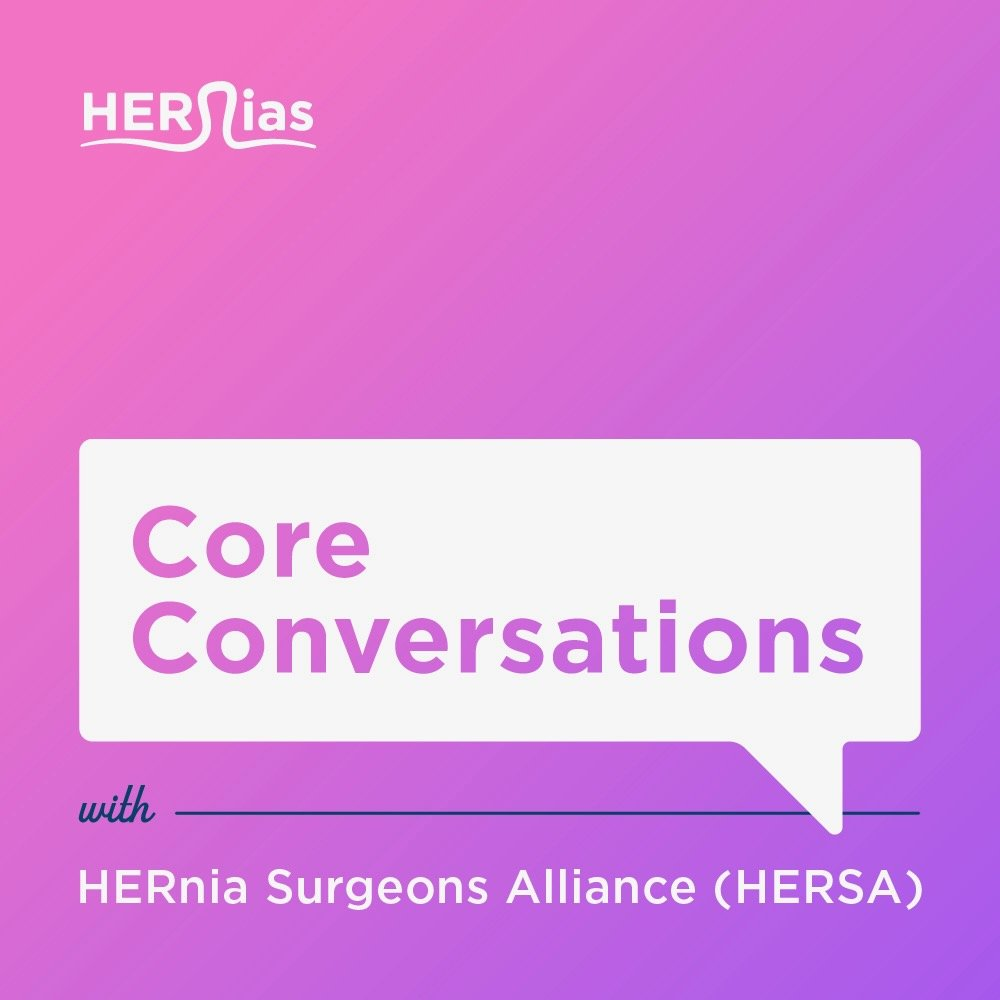 HERnias
Core
Conversations
with
HERnia Surgeons Alliance (HERSA)